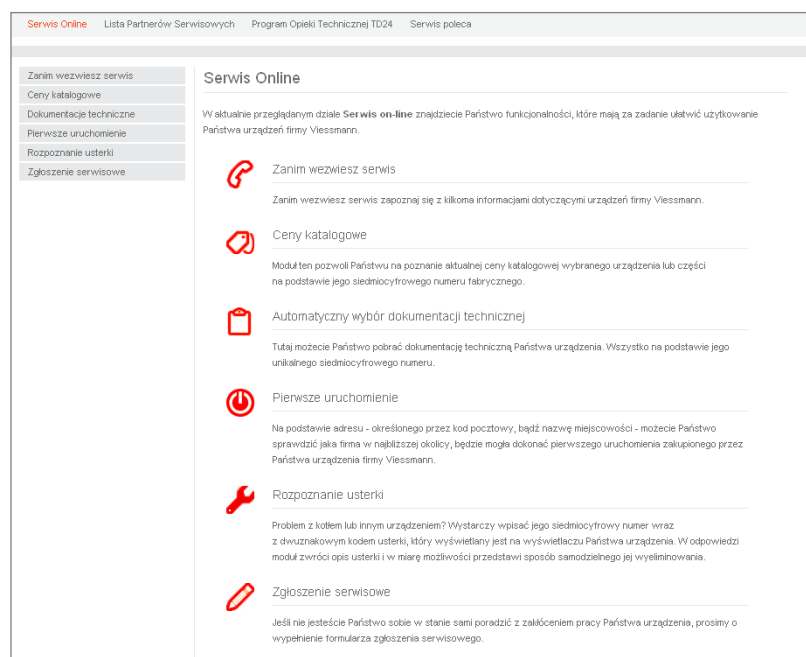 Serwis Online Lista Partnerów Serwisowych Program Opieki Technicznej TD24 Serwis poleca
Zanim wezwiesz serwis
Ceny katalogowe
Dokumentacje techniczne
Pierwsze uruchomienie
Rozpoznanie usterki
Zgłoszenie serwisowe
Serwis Online
W aktualnie przeglądanym dziale Serwis on-line znajdziecie Państwo funkcjonalności, które mają za zadanie ułatwić użytkowanie
Państwa urządzeń firmy Viessmann.
Zanim wezwiesz serwis
Zanim wezwiesz serwis zapoznaj się z kilkoma informacjami dotyczącymi urządzeń firmy Viessmann.
Ceny katalogowe
Moduł ten pozwoli Państwu na poznanie aktualnej ceny katalogowej wybranego urządzenia lub części
na podstawie jego siedmiocyfrowego numeru fabrycznego.
Automatyczny wybór dokumentacji technicznej
Tutaj możecie Państwo pobrać dokumentację techniczną Państwa urządzenia. Wszystko na podstawie jego
unikalnego siedmiocyfrowego numeru.
Pierwsze uruchomienie
Na podstawie adresu - określonego przez kod pocztowy, bądź nazwę miejscowości - możecie Państwo
sprawdzić jaka firma w najbliższej okolicy, będzie mogła dokonać pierwszego uruchomienia zakupionego przez
Państwa urządzenia firmy Viessmann.
Rozpoznanie usterki
Problem z kotłem lub innym urządzeniem? Wystarczy wpisać jego siedmiocyfrowy numer wraz
z dwuznakowym kodem usterki, który wyświetlany jest na wyświetlaczu Państwa urządzenia. W odpowiedzi
moduł zwróci opis usterki i w miarę możliwości przedstawi sposób samodzielnego jej wyeliminowania.
Zgłoszenie serwisowe
Jeśli nie jesteście Państwo sobie w stanie sami poradzić z zakłóceniem pracy Państwa urządzenia, prosimy o
wypełnienie formularza zgłoszenia serwisowego.